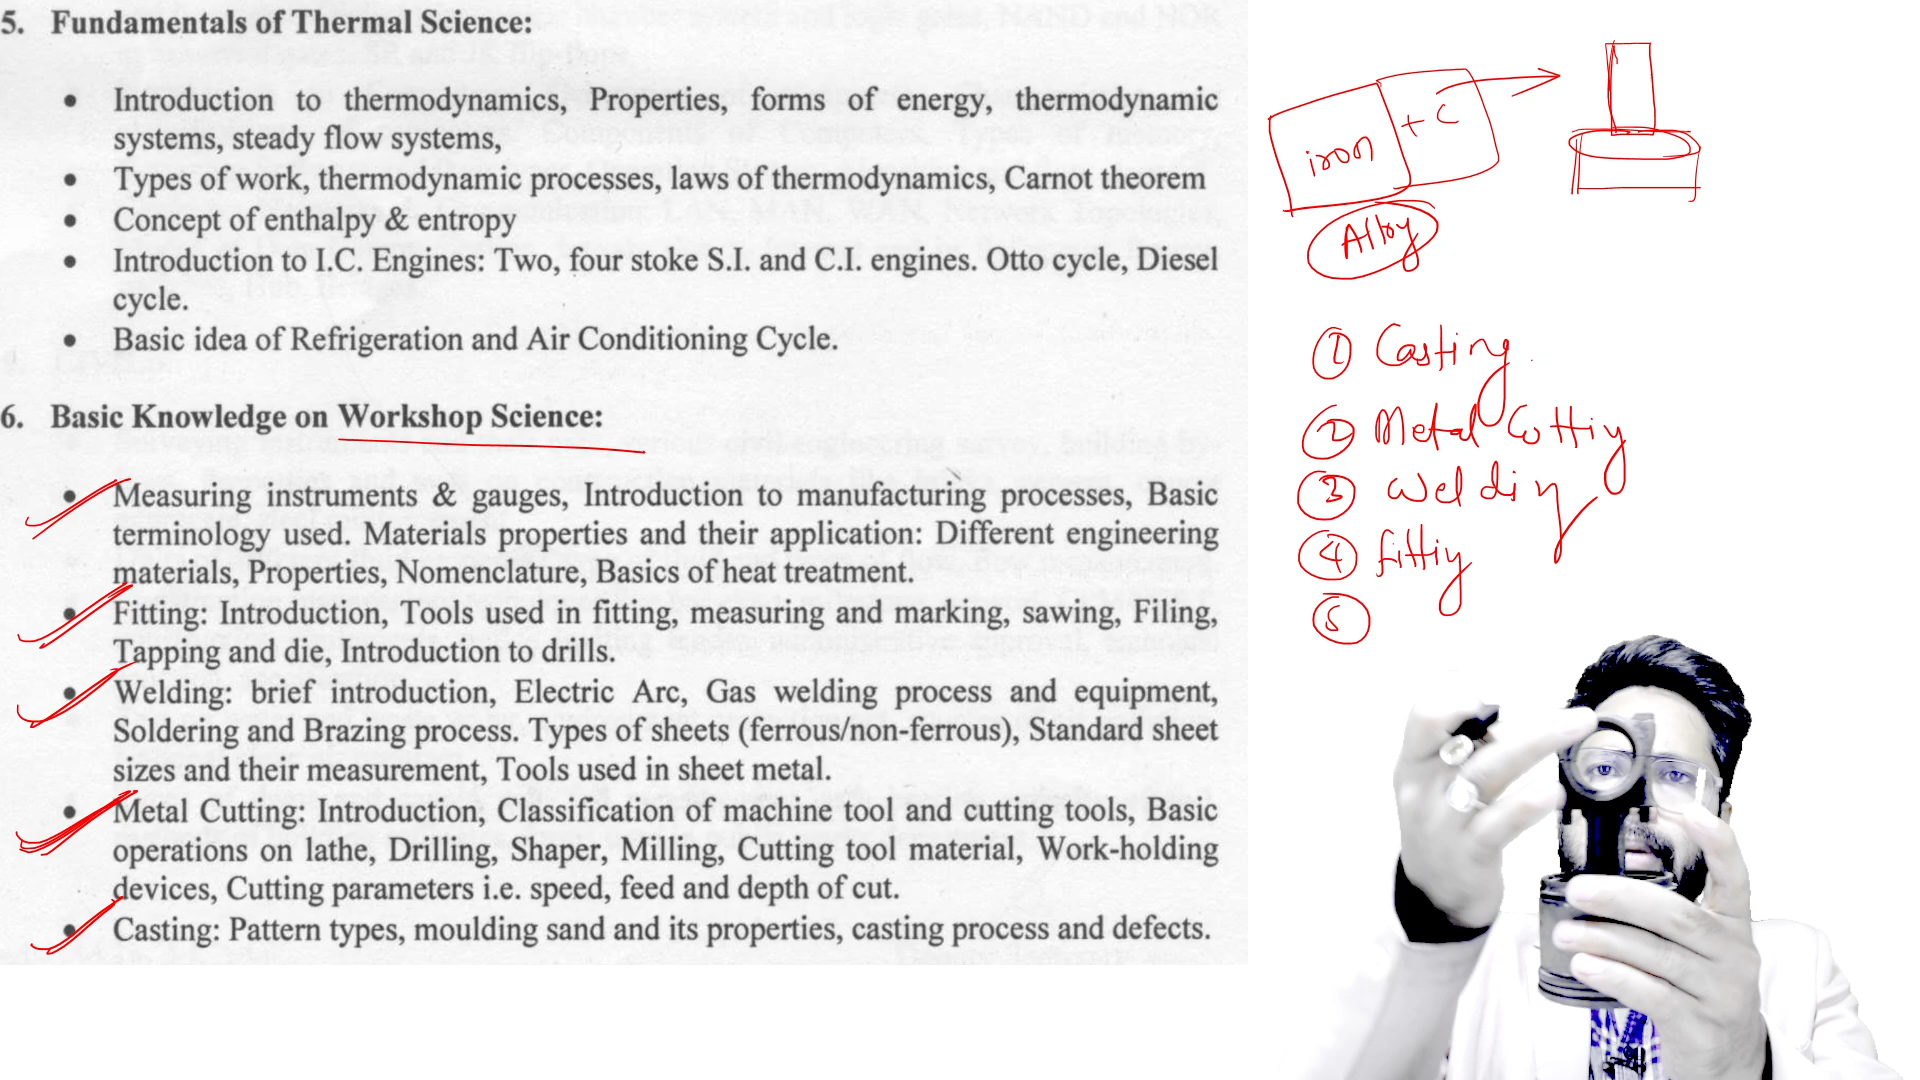 5. Fundamentals of Thermal Science:
• Introduction to thermodynamics, Properties, forms of energy, thermodynamic
systems, steady flow systems,
• Types of work, thermodynamic processes, laws of thermodynamics, Carnot theorem
• Concept of enthalpy & entropy
• Introduction to I.C. Engines: Two, four stoke S.I. and C.I. engines. Otto cycle, Diesel
cycle.
• Basic idea of Refrigeration and Air Conditioning Cycle.
6. Basic Knowledge on Workshop Science:
• Measuring instruments & gauges, Introduction to manufacturing processes, Basic
terminology used. Materials properties and their application: Different engineering
materials, Properties, Nomenclature, Basics of heat treatment.
• Fitting: Introduction, Tools used in fitting, measuring and marking, sawing, Filing,
Tapping and die, Introduction to drills.
• Welding: brief introduction, Electric Arc, Gas welding process and equipment,
Soldering and Brazing process. Types of sheets (ferrous/non-ferrous), Standard sheet
sizes and their measurement, Tools used in sheet metal.
• Metal Cutting: Introduction, Classification of machine tool and cutting tools, Basic
operations on lathe, Drilling, Shaper, Milling, Cutting tool material, Work-holding
devices, Cutting parameters i.e. speed, feed and depth of cut.
• Casting: Pattern types, moulding sand and its properties, casting process and defects.
iron + C
Alloy
① Casting
② Metal Cutting
③ Welding
④ fitting
⑤